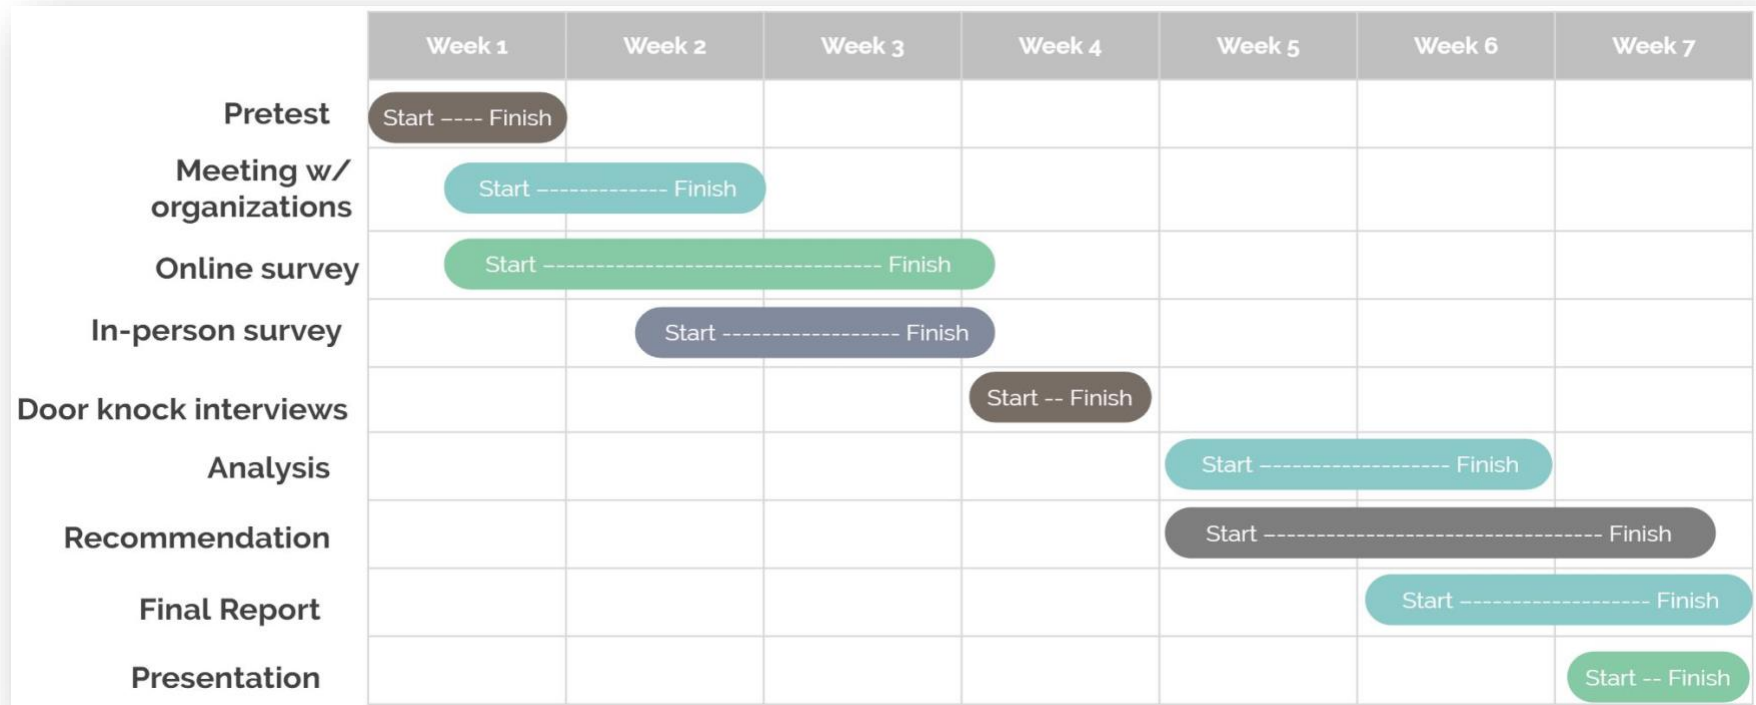 Week 1 Week 2 Week 3 Week 4 Week 5 Week 6 Week 7
Pretest Start ---- Finish
Meeting w/
organizations Start ------------- Finish
Online survey Start ---------------------------------- Finish
In-person survey Start ------------------ Finish
Door knock interviews Start -- Finish
Analysis Start ------------------- Finish
Recommendation Start ---------------------------------- Finish
Final Report Start ------------------- Finish
Presentation Start -- Finish